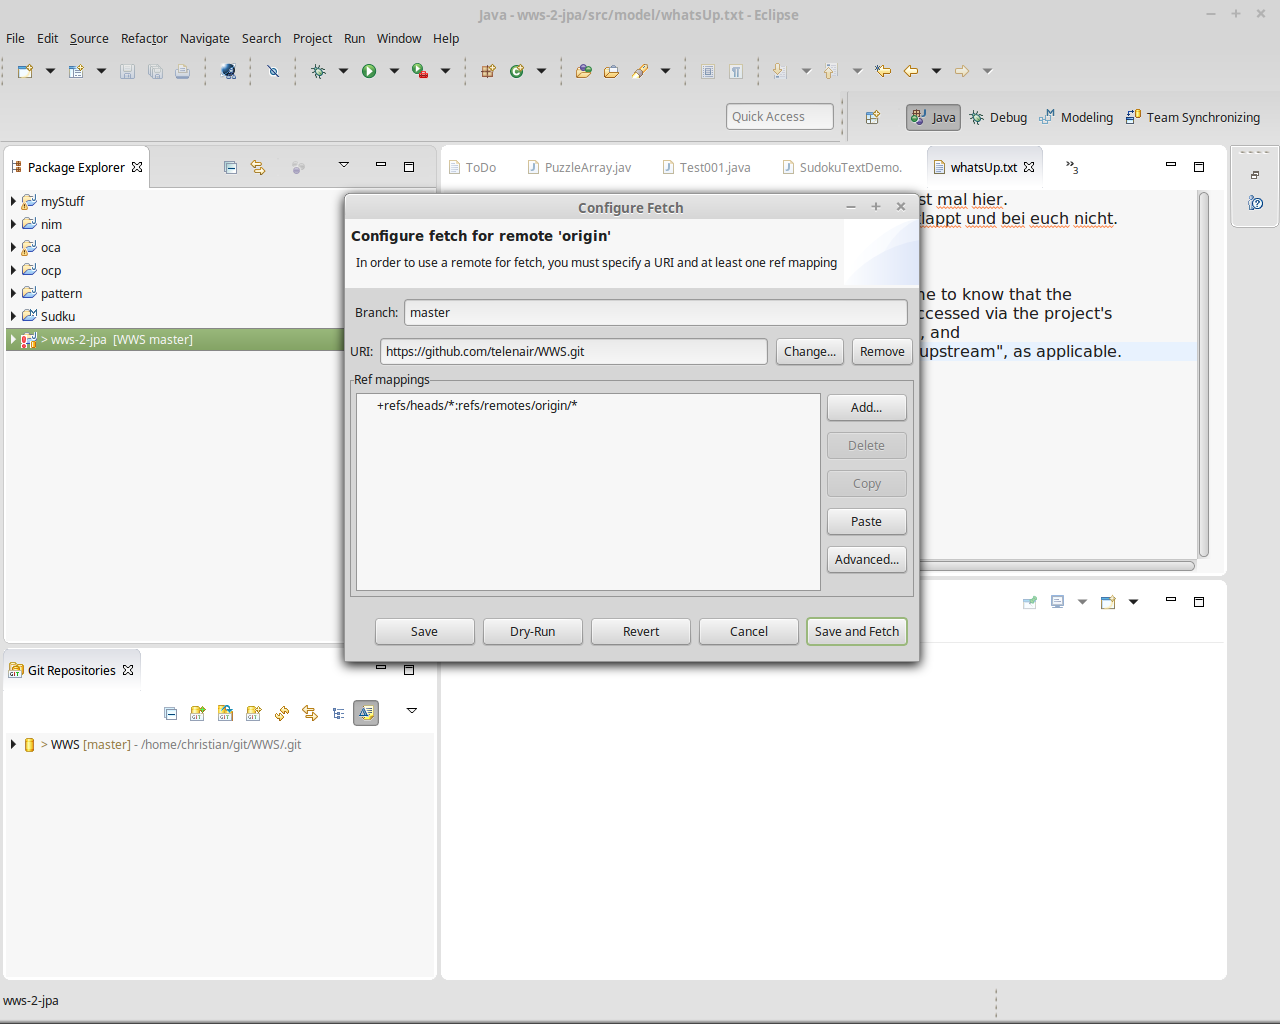 Java - wws-2-jpa/src/model/whatsUp.txt - Eclipse
File Edit Source Refactor Navigate Search Project Run Window Help
Quick Access
Java Debug Modeling Team Synchronizing
Package Explorer
ToDo PuzzleArray.jav Test001.java SudokuTextDemo. whatsUp.txt »3
myStuff
nim
oca
ocp
pattern
Sudku
> wws-2-jpa [WWS master]
st mal hier.
lappt und bei euch nicht.
ne to know that the
ccessed via the project's
, and
upstream", as applicable.
Configure Fetch
Configure fetch for remote 'origin'
In order to use a remote for fetch, you must specify a URI and at least one ref mapping
Branch: master
URI: https://github.com/telenair/WWS.git Change... Remove
Ref mappings
+refs/heads/*:refs/remotes/origin/*
Add...
Delete
Copy
Paste
Advanced...
Save Dry-Run Revert Cancel Save and Fetch
Git Repositories
> WWS [master] - /home/christian/git/WWS/.git
wws-2-jpa